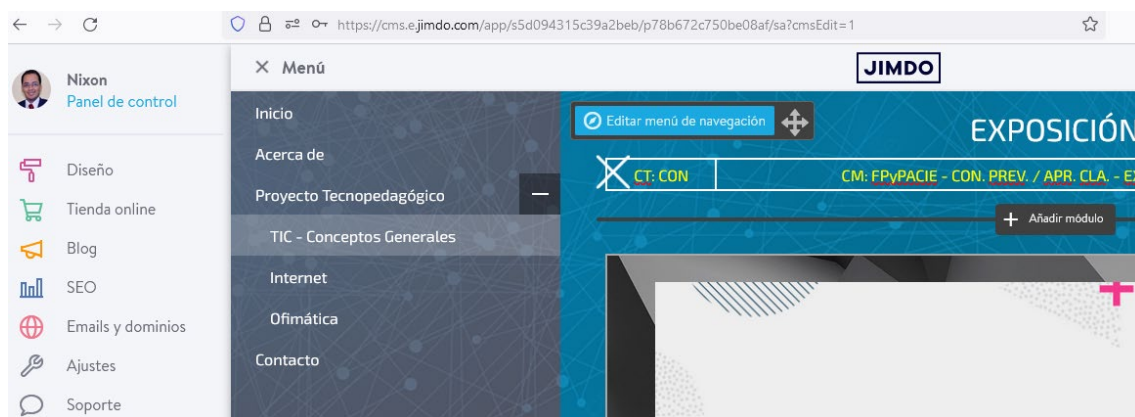 https://cms.e.jimdo.com/app/s5d094315c39a2beb/p78b672c750be08af/sa?cmsEdit=1
Nixon
Panel de control
Diseño
Tienda online
Blog
SEO
Emails y dominios
Ajustes
Soporte
Menú
JIMDO
Inicio
Acerca de
Proyecto Tecnopedagógico
TIC - Conceptos Generales
Internet
Ofimática
Contacto
Editar menú de navegación
EXPOSICIÓN
CT: CON
CM: FPyPACIE - CON. PREV. / APR. CLA. - E
Añadir módulo